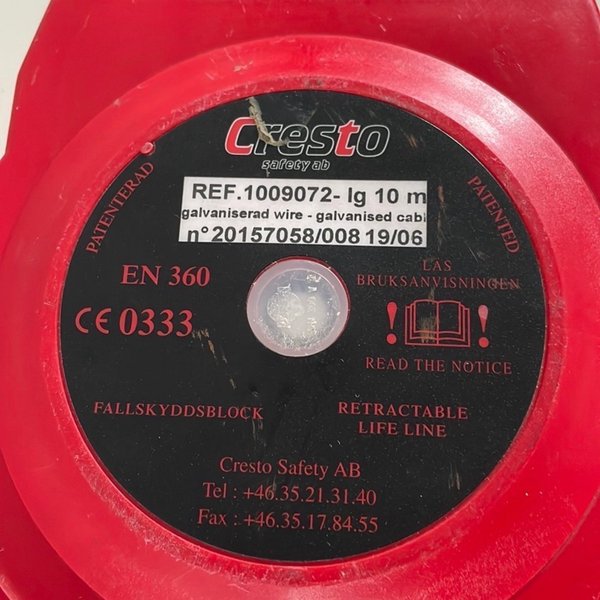 Cresto
safety ab
PATENTERAD
PATENTED
REF.1009072- lg 10 m
galvaniserad wire - galvanised cabl
n° 20157058/008 19/06
EN 360
CE 0333
LÄS
BRUKSANVISNINGEN
! !
READ THE NOTICE
FALLSKYDDSBLOCK
RETRACTABLE
LIFE LINE
Cresto Safety AB
Tel : +46.35.21.31.40
Fax : +46.35.17.84.55